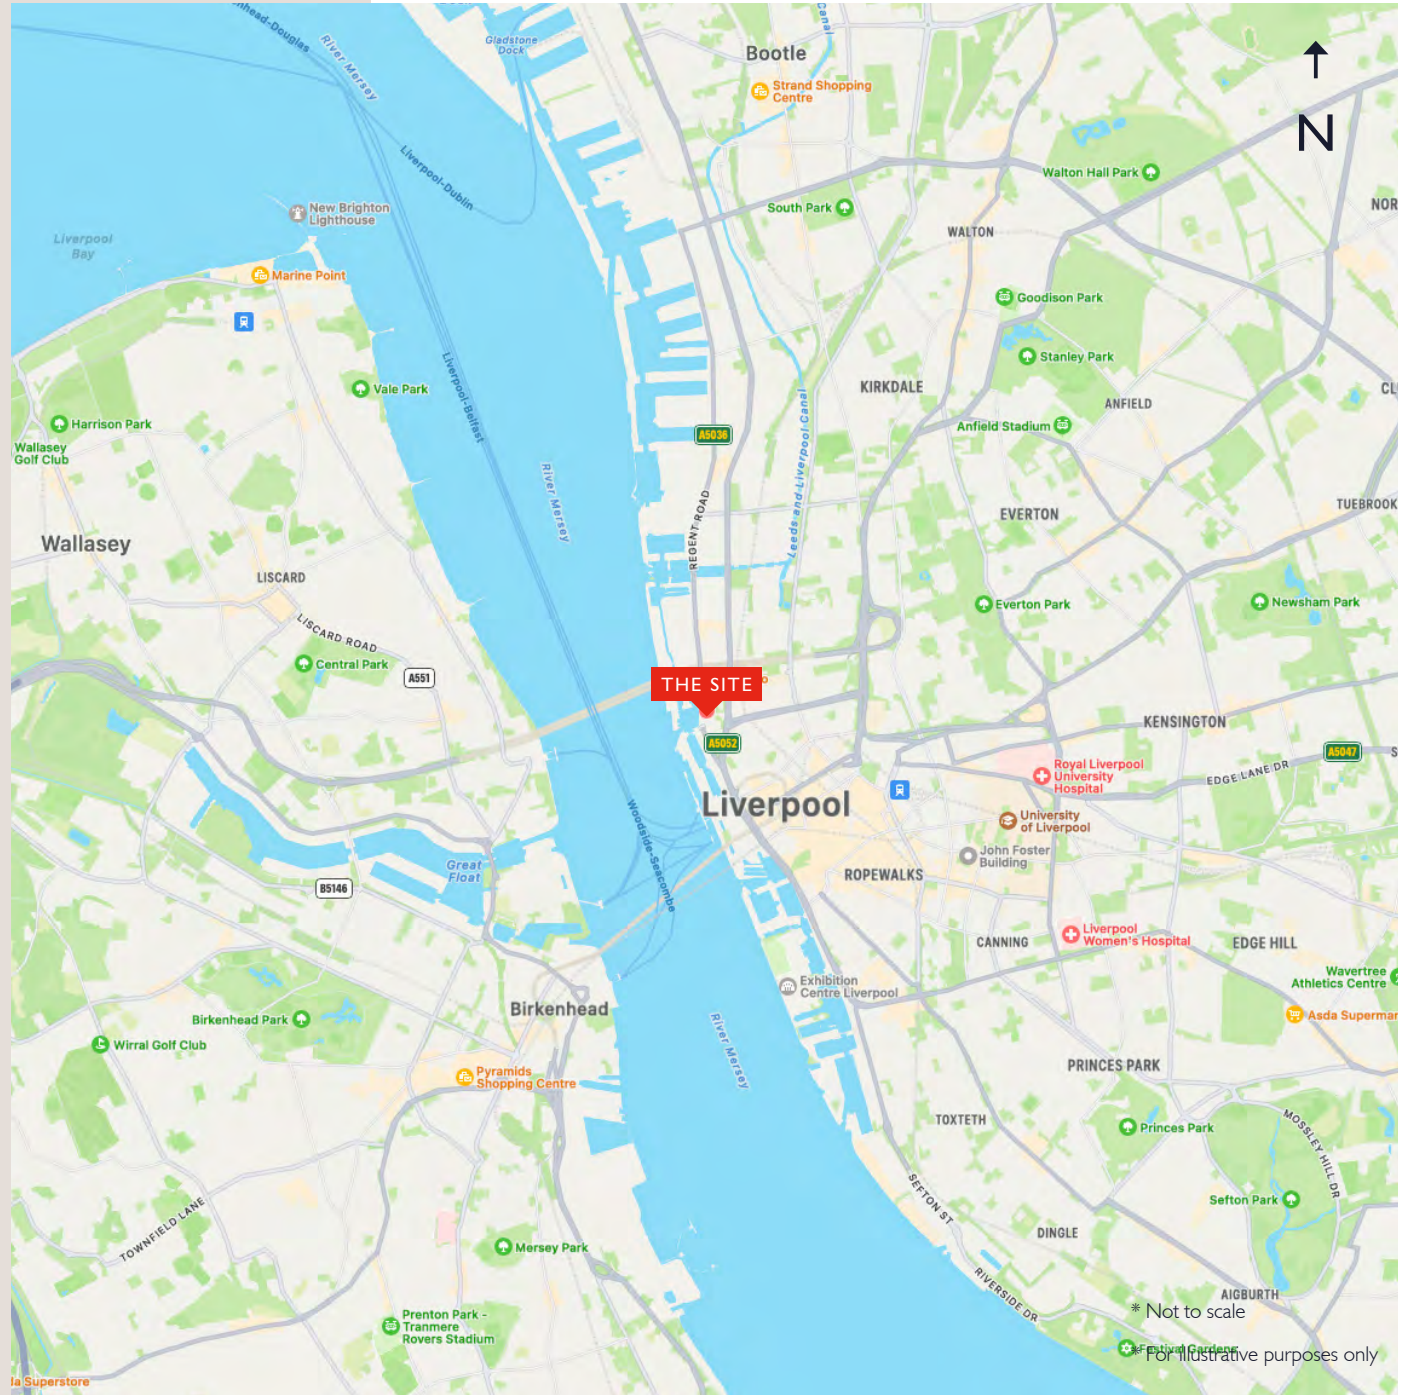 River Mersey
Liverpool-Dublin
Gladstone
Dock
Canal
Bootle
Strand Shopping
Centre
N
Walton Hall Park
South Park
New Brighton
Lighthouse
Liverpool
Bay
WALTON
Marine Point
Goodison Park
Stanley Park
Liverpool-Belfast
KIRKDALE
Vale Park
ANFIELD
Harrison Park
Anfield Stadium
Wallasey
Golf Club
A5036
Leeds and Liverpool Canal
River Mersey
REGENT ROAD
EVERTON
TUEBROOK
Wallasey
LISCARD
Everton Park
Newsham Park
LISCARD ROAD
Central Park
A551
THE SITE
KENSINGTON
A5052
A5047
Royal Liverpool
University
Hospital
EDGE LANE DR
Liverpool
University
of Liverpool
Woodside-Seacombe
John Foster
Building
Great
Float
ROPEWALKS
B5146
Liverpool
Women's Hospital
CANNING
EDGE HILL
Wavertree
Athletics Centre
Exhibition
Centre Liverpool
Birkenhead
Birkenhead Park
Asda Supermar
Wirral Golf Club
River Mersey
PRINCES PARK
Pyramids
Shopping Centre
TOXTETH
Princes Park
MOSSLEY HILL DR
SEFTON ST
Sefton Park
TOWNFIELD LANE
DINGLE
Mersey Park
RIVERSIDE DR
AIGBURTH
* Not to scale
Prenton Park -
Tranmere
Rovers Stadium
Festival Gardens
* For illustrative purposes only
la Superstore